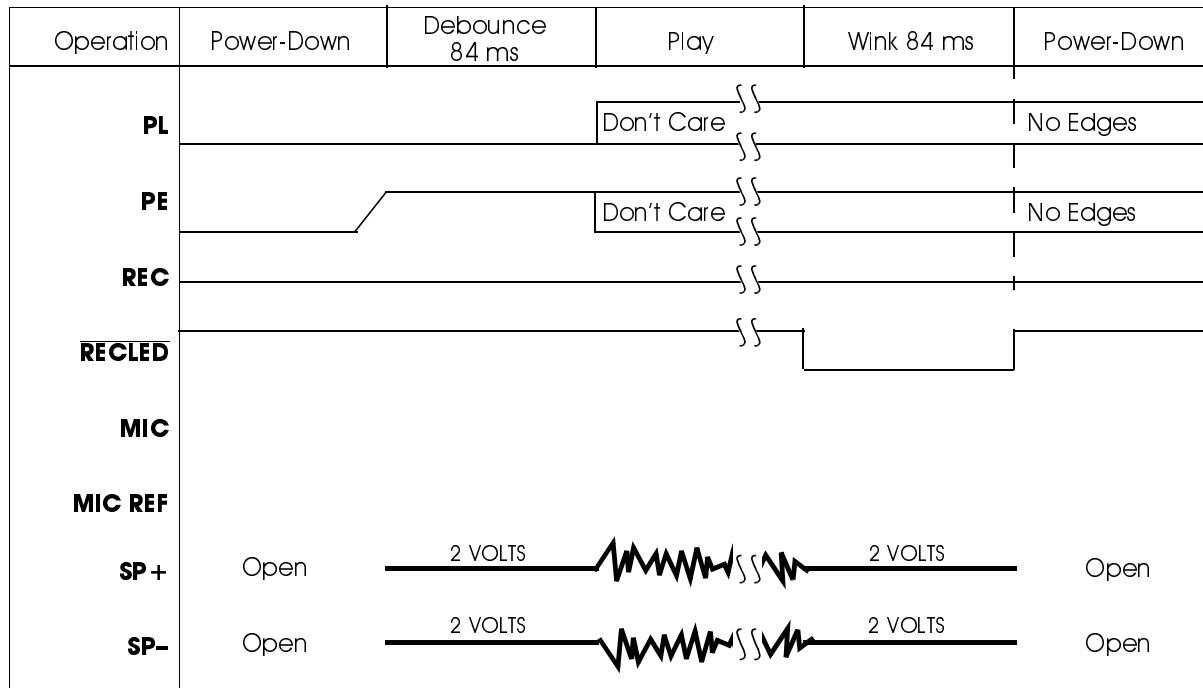 Operation Power-Down Debounce 84 ms Play Wink 84 ms Power-Down
PL Don't Care No Edges
PE Don't Care No Edges
REC
RECLED
MIC
MIC REF
SP+ Open 2 VOLTS 2 VOLTS Open
SP– Open 2 VOLTS 2 VOLTS Open